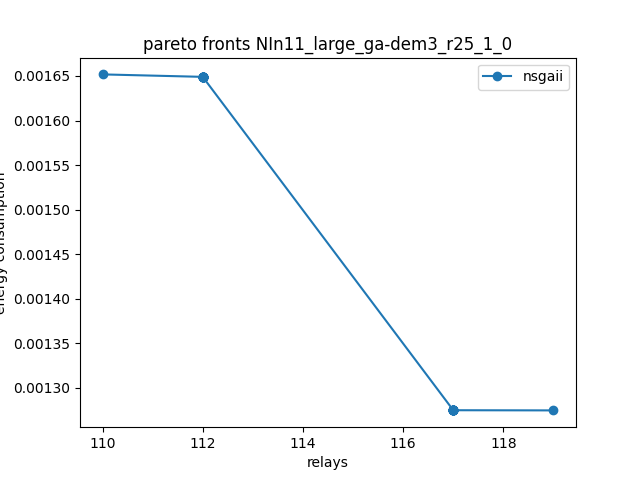 pareto fronts NIn11_large_ga-dem3_r25_1_0
nsgaii
0.00165
0.00160
0.00155
0.00150
0.00145
0.00140
0.00135
0.00130
energy consumption
110 112 114 116 118
relays